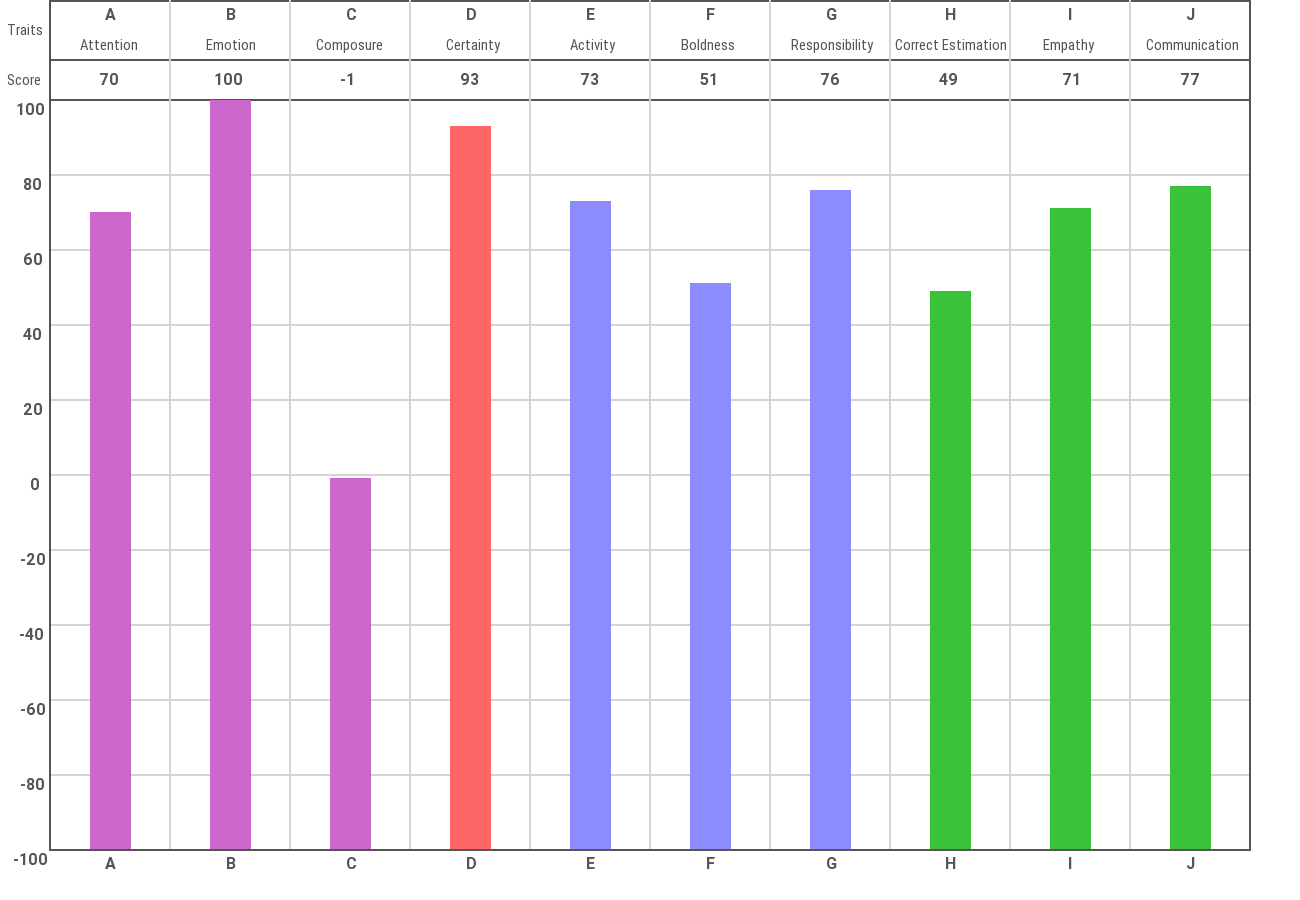 Traits A B C D E F G H I J
Attention Emotion Composure Certainty Activity Boldness Responsibility Correct Estimation Empathy Communication
Score 70 100 -1 93 73 51 76 49 71 77
100
80
60
40
20
0
-20
-40
-60
-80
-100
A B C D E F G H I J